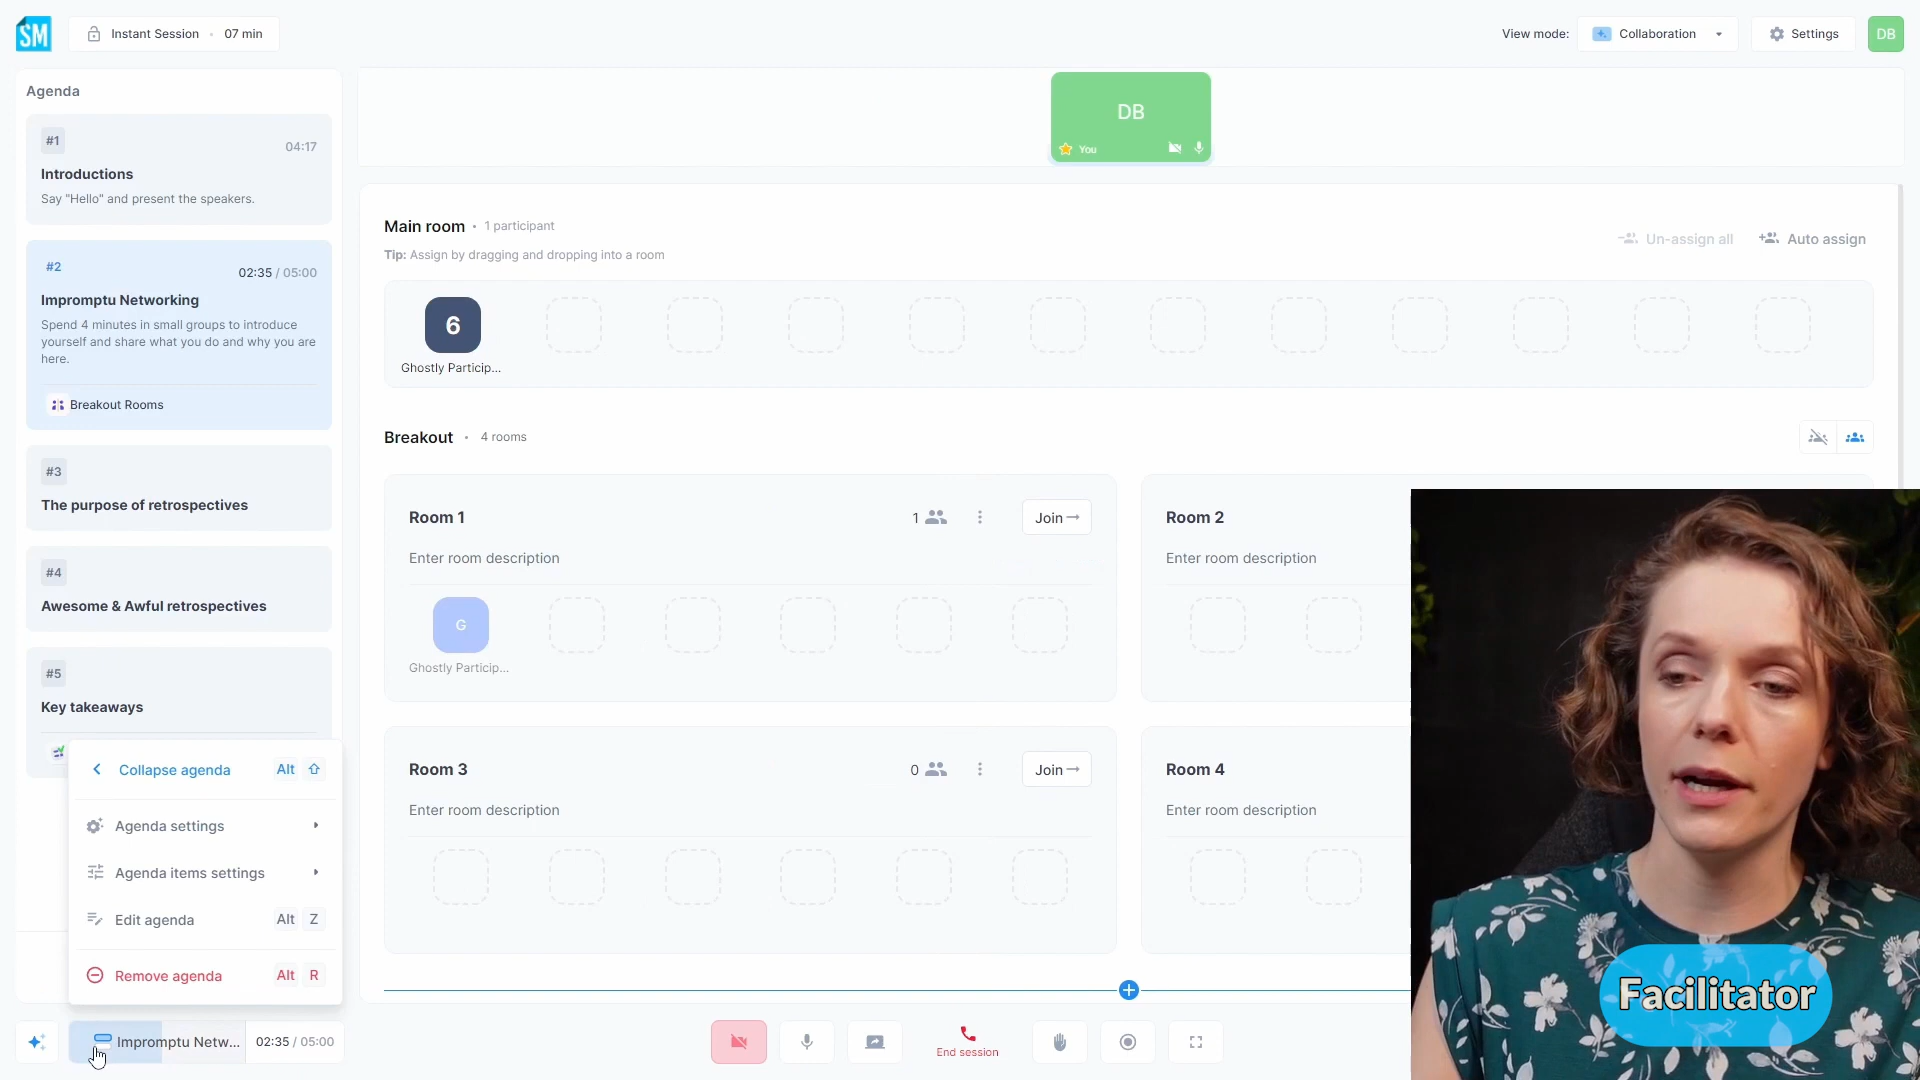 SM
Instant Session · 07 min
View mode:
Collaboration
Settings
DB
Agenda
#1
04:17
Introductions
Say "Hello" and present the speakers.
#2
02:35 / 05:00
Impromptu Networking
Spend 4 minutes in small groups to introduce
yourself and share what you do and why you are
here.
Breakout Rooms
#3
The purpose of retrospectives
#4
Awesome & Awful retrospectives
#5
Key takeaways
Collapse agenda Alt
Agenda settings
Agenda items settings
Edit agenda Alt Z
Remove agenda Alt R
Impromptu Netw...
02:35 / 05:00
DB
You
Main room · 1 participant
Tip: Assign by dragging and dropping into a room
Un-assign all
Auto assign
6
Ghostly Particip...
Breakout · 4 rooms
Room 1
1
Join
Enter room description
G
Ghostly Particip...
Room 2
Enter room description
Room 3
0
Join
Enter room description
Room 4
Enter room description
End session
Facilitator